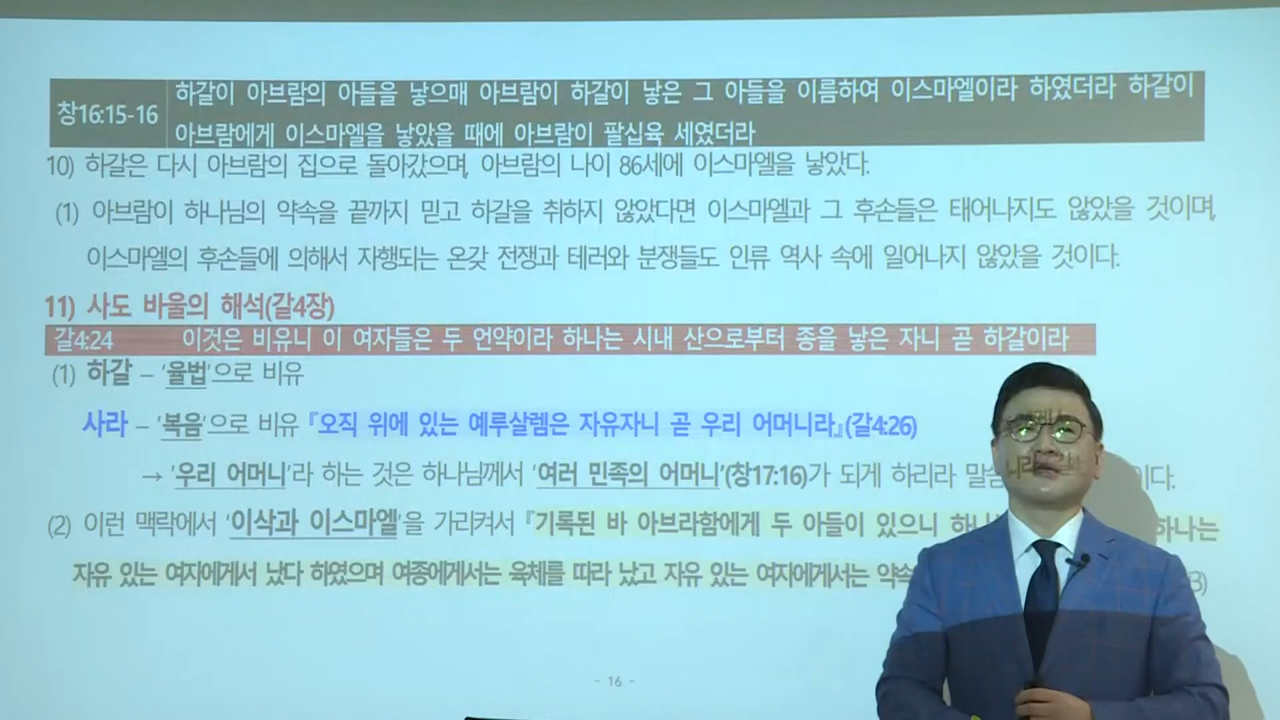 창16:15-16 하갈이 아브람의 아들을 낳으매 아브람이 하갈이 낳은 그 아들을 이름하여 이스마엘이라 하였더라 하갈이
아브람에게 이스마엘을 낳았을 때에 아브람이 팔십육 세였더라
10) 하갈은 다시 아브람의 집으로 돌아갔으며, 아브람의 나이 86세에 이스마엘을 낳았다.
(1) 아브람이 하나님의 약속을 끝까지 믿고 하갈을 취하지 않았다면 이스마엘과 그 후손들은 태어나지도 않았을 것이며,
이스마엘의 후손들에 의해서 자행되는 온갖 전쟁과 테러와 분쟁들도 인류 역사 속에 일어나지 않았을 것이다.
11) 사도 바울의 해석(갈4장)
갈4:24 이것은 비유니 이 여자들은 두 언약이라 하나는 시내 산으로부터 종을 낳은 자니 곧 하갈이라
(1) 하갈 – '율법'으로 비유
사라 – '복음'으로 비유 『오직 위에 있는 예루살렘은 자유자니 곧 우리 어머니라』(갈4:26)
→ '우리 어머니'라 하는 것은 하나님께서 '여러 민족의 어머니'(창17:16)가 되게 하리라 말씀 이다.
(2) 이런 맥락에서 '이삭과 이스마엘'을 가리켜서 『기록된 바 아브라함에게 두 아들이 있으니 하나 하나는
자유 있는 여자에게서 났다 하였으며 여종에게서는 육체를 따라 났고 자유 있는 여자에게서는 약속 3)
- 16 -